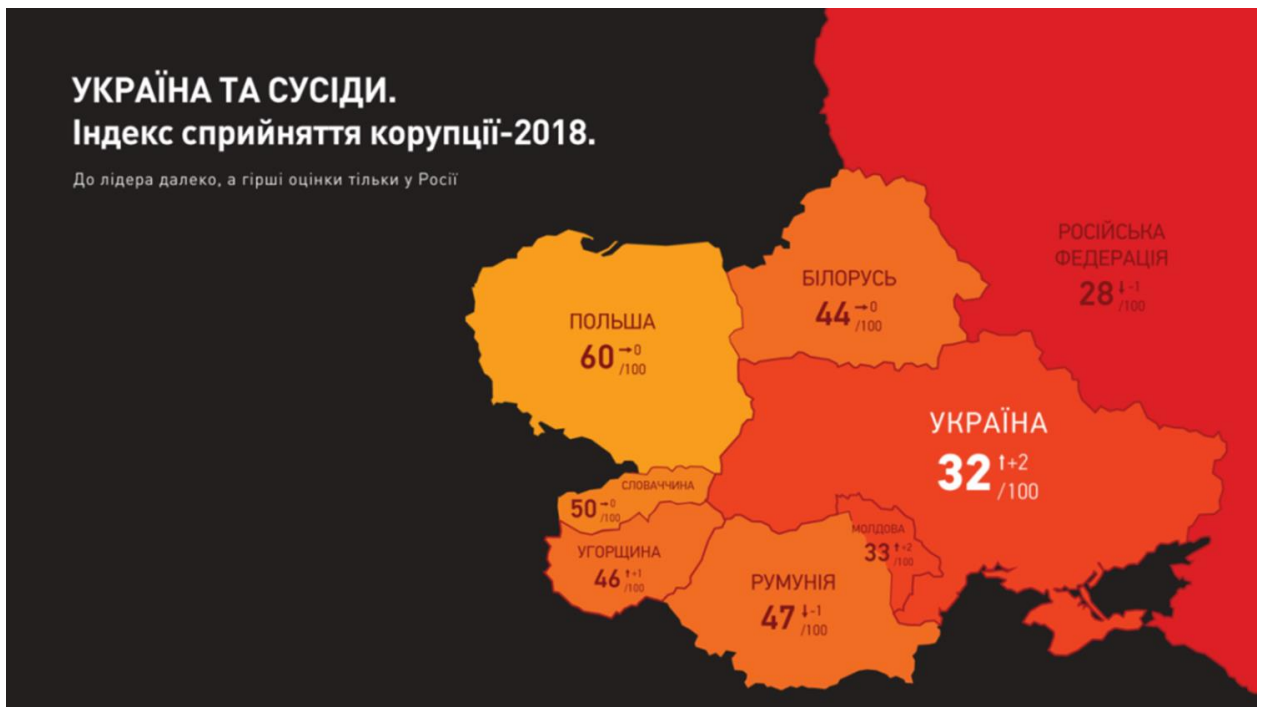 УКРАЇНА ТА СУСІДИ.
Індекс сприйняття корупції-2018.
До лідера далеко, а гірші оцінки тільки у Росії
РОСІЙСЬКА
ФЕДЕРАЦІЯ
28 ↓-1
/100
БІЛОРУСЬ
44 →0
/100
ПОЛЬША
60 →0
/100
УКРАЇНА
32 ↑+2
/100
СЛОВАЧЧИНА
50 →0
/100
МОЛДОВА
33 ↑+2
/100
УГОРЩИНА
46 ↑+1
/100
РУМУНІЯ
47 ↓-1
/100